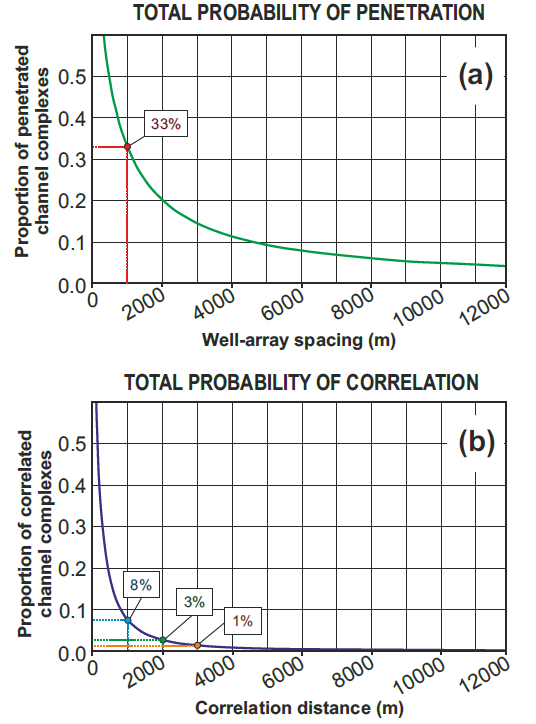 TOTAL PROBABILITY OF PENETRATION
Proportion of penetrated
channel complexes
(a)
0.5
0.4
33%
0.3
0.2
0.1
0.0
0 2000 4000 6000 8000 10000 12000
Well-array spacing (m)
TOTAL PROBABILITY OF CORRELATION
Proportion of correlated
channel complexes
(b)
0.5
0.4
0.3
0.2
8%
3%
1%
0.1
0.0
0 2000 4000 6000 8000 10000 12000
Correlation distance (m)